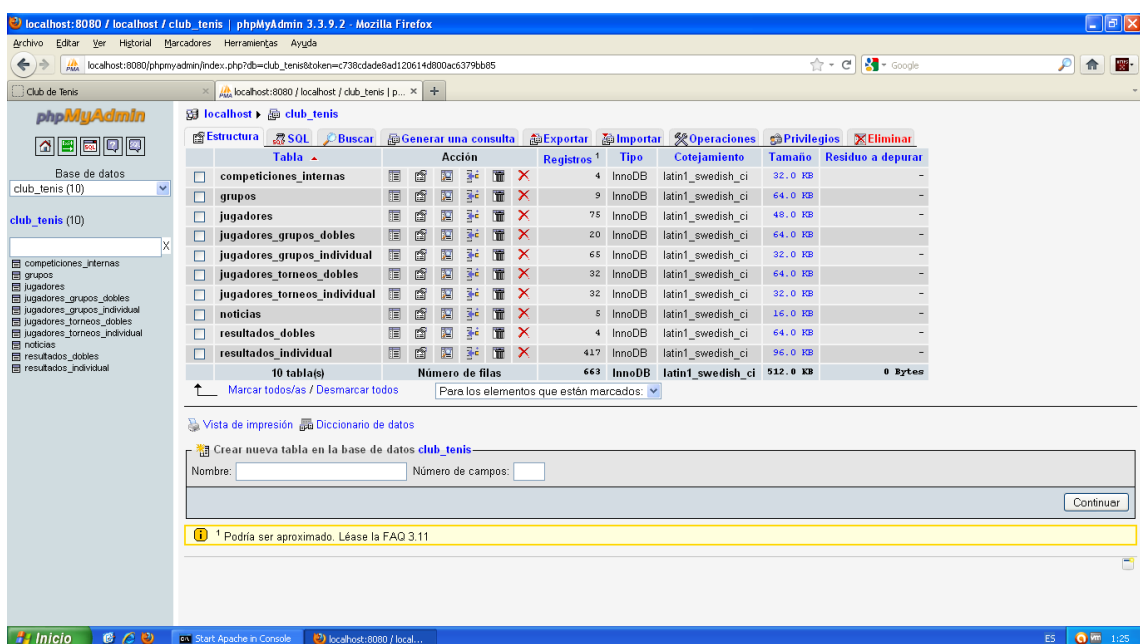 localhost:8080 / localhost / club_tenis | phpMyAdmin 3.3.9.2 - Mozilla Firefox
Archivo Editar Ver Historial Marcadores Herramientas Ayuda
localhost:8080/phpmyadmin/index.php?db=club_tenis&token=c738cdade8ad120614d800ac6379bb85 Google
Club de Tenis localhost:8080 / localhost / club_tenis | p...
phpMyAdmin
Base de datos
club_tenis (10)
club_tenis (10)
X
competiciones_internas
grupos
jugadores
jugadores_grupos_dobles
jugadores_grupos_individual
jugadores_torneos_dobles
jugadores_torneos_individual
noticias
resultados_dobles
resultados_individual
localhost club_tenis
Estructura SQL Buscar Generar una consulta Exportar Importar Operaciones Privilegios Eliminar
Tabla Acción Registros 1 Tipo Cotejamiento Tamaño Residuo a depurar
competiciones_internas 4 InnoDB latin1_swedish_ci 32.0 KB -
grupos 9 InnoDB latin1_swedish_ci 64.0 KB -
jugadores 75 InnoDB latin1_swedish_ci 48.0 KB -
jugadores_grupos_dobles 20 InnoDB latin1_swedish_ci 64.0 KB -
jugadores_grupos_individual 65 InnoDB latin1_swedish_ci 32.0 KB -
jugadores_torneos_dobles 32 InnoDB latin1_swedish_ci 64.0 KB -
jugadores_torneos_individual 32 InnoDB latin1_swedish_ci 32.0 KB -
noticias 5 InnoDB latin1_swedish_ci 16.0 KB -
resultados_dobles 4 InnoDB latin1_swedish_ci 64.0 KB -
resultados_individual 417 InnoDB latin1_swedish_ci 96.0 KB -
10 tabla(s) Número de filas 663 InnoDB latin1_swedish_ci 512.0 KB 0 Bytes
Marcar todos/as / Desmarcar todos Para los elementos que están marcados:
Vista de impresión Diccionario de datos
Crear nueva tabla en la base de datos club_tenis
Nombre: Número de campos:
Continuar
1 Podría ser aproximado. Léase la FAQ 3.11
Inicio Start Apache in Console localhost:8080 / local... ES 1:25